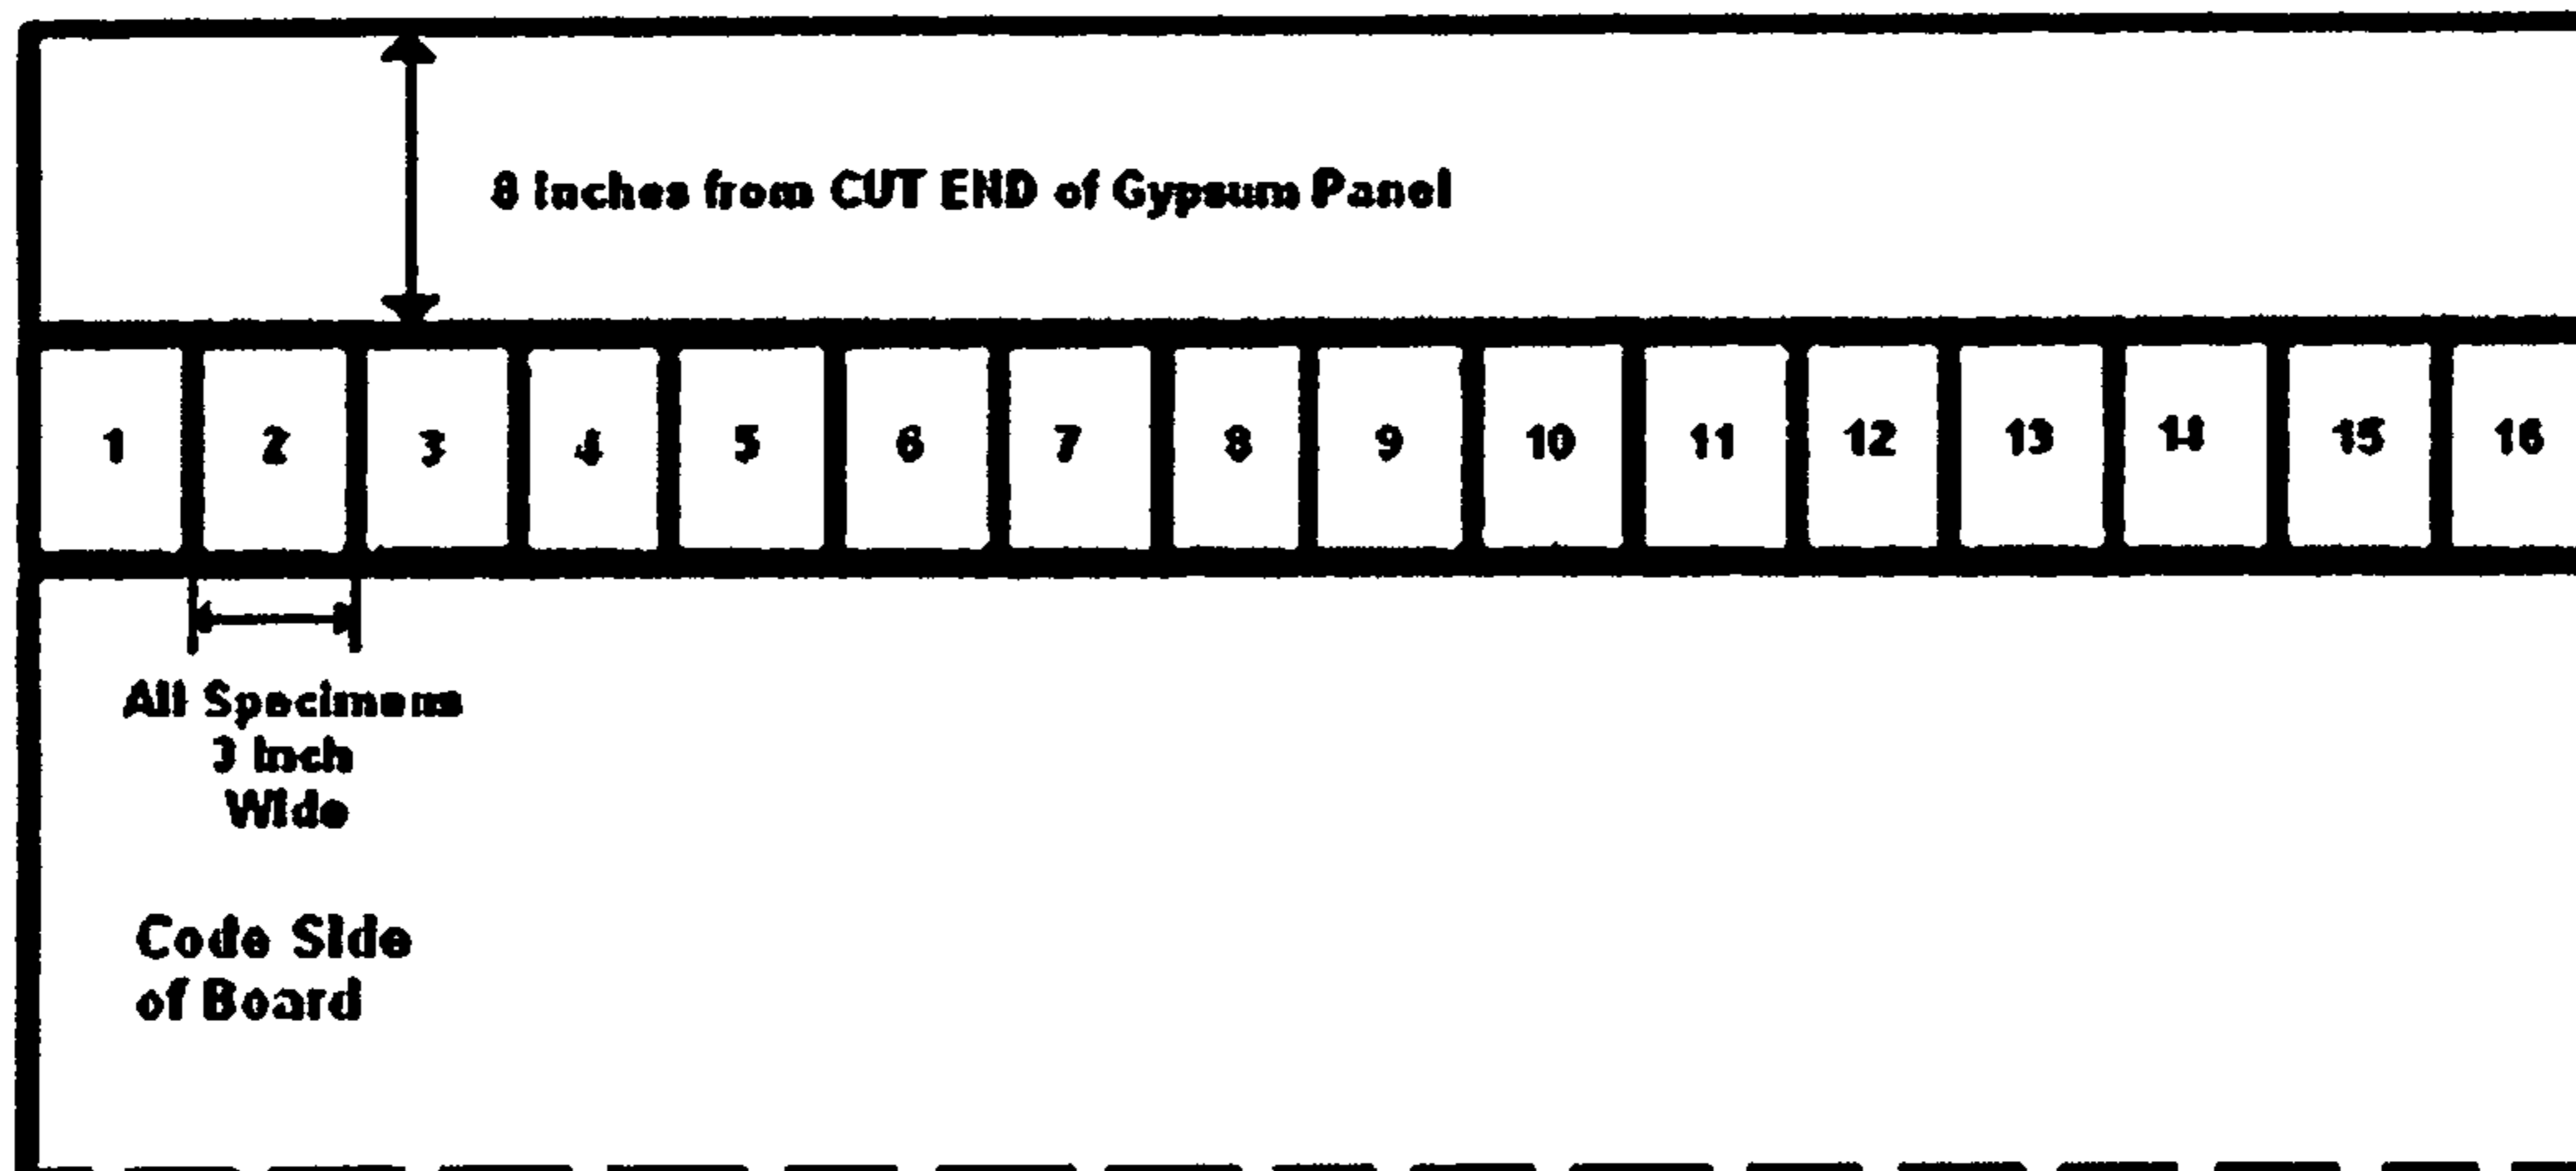 8 Inches from CUT END of Gypsum Panel
1 2 3 4 5 6 7 8 9 10 11 12 13 14 15 16
All Specimens
3 Inch
Wide
Code Side
of Board